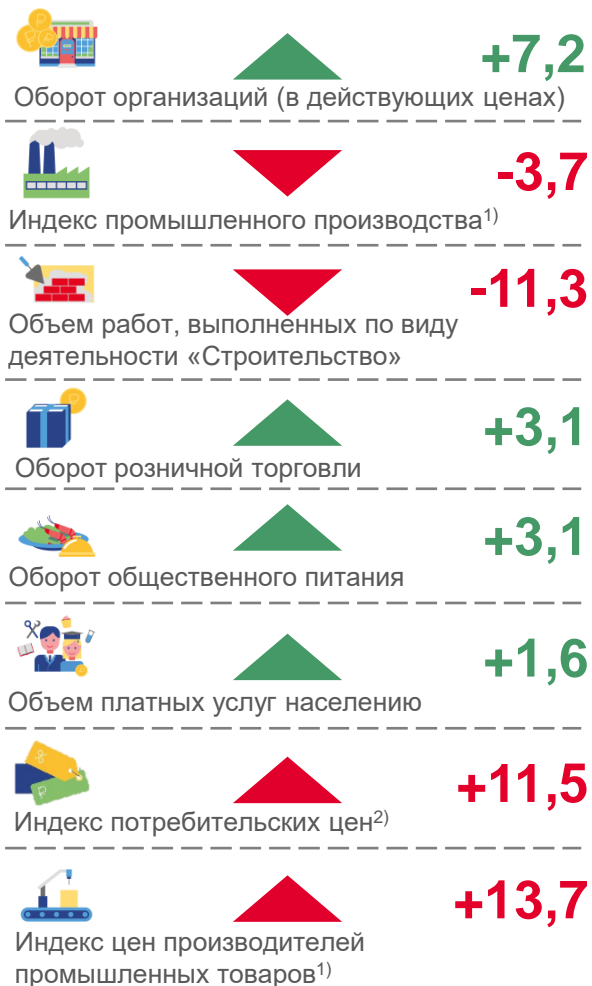 +7,2
Оборот организаций (в действующих ценах)
-3,7
Индекс промышленного производства1)
-11,3
Объем работ, выполненных по виду
деятельности «Строительство»
+3,1
Оборот розничной торговли
+3,1
Оборот общественного питания
+1,6
Объем платных услуг населению
+11,5
Индекс потребительских цен2)
+13,7
Индекс цен производителей
промышленных товаров1)